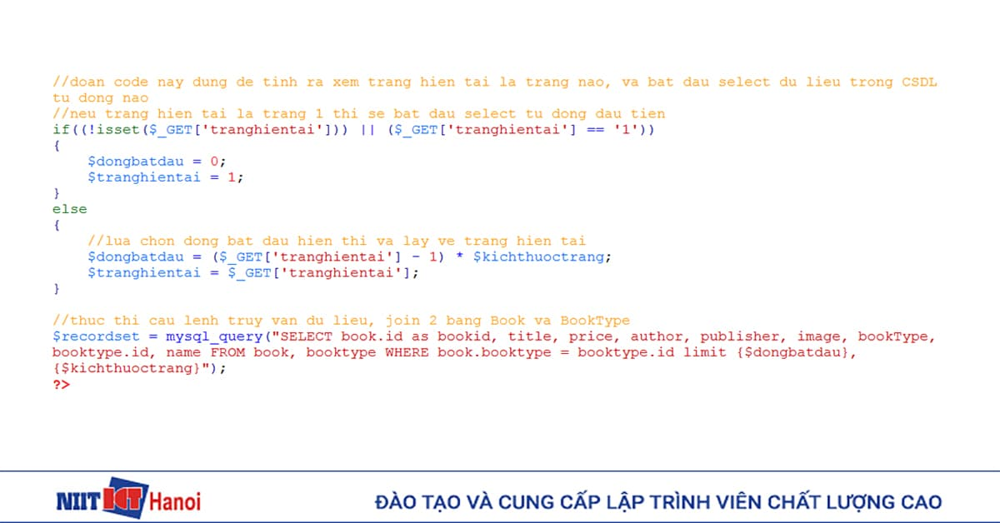 //doan code nay dung de tinh ra xem trang hien tai la trang nao, va bat dau select du lieu trong CSDL
tu dong nao
//neu trang hien tai la trang 1 thi se bat dau select tu dong dau tien
if((!isset($_GET['tranghientai'])) || ($_GET['tranghientai'] == '1'))
{
    $dongbatdau = 0;
    $tranghientai = 1;
}
else
{
    //lua chon dong bat dau hien thi va lay ve trang hien tai
    $dongbatdau = ($_GET['tranghientai'] - 1) * $kichthuoctrang;
    $tranghientai = $_GET['tranghientai'];
}
//thuc thi cau lenh truy van du lieu, join 2 bang Book va BookType
$recordset = mysql_query("SELECT book.id as bookid, title, price, author, publisher, image, bookType,
booktype.id, name FROM book, booktype WHERE book.booktype = booktype.id limit {$dongbatdau},
{$kichthuoctrang}");
?>
NIIT ICT Hanoi
ĐÀO TẠO VÀ CUNG CẤP LẬP TRÌNH VIÊN CHẤT LƯỢNG CAO